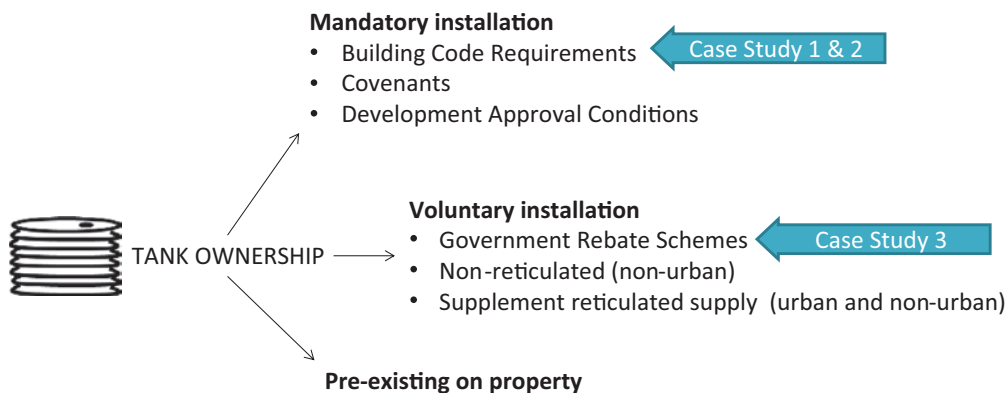 Mandatory installation
• Building Code Requirements
Case Study 1 & 2
• Covenants
• Development Approval Conditions
Voluntary installation
• Government Rebate Schemes
Case Study 3
TANK OWNERSHIP
• Non-reticulated (non-urban)
• Supplement reticulated supply (urban and non-urban)
Pre-existing on property